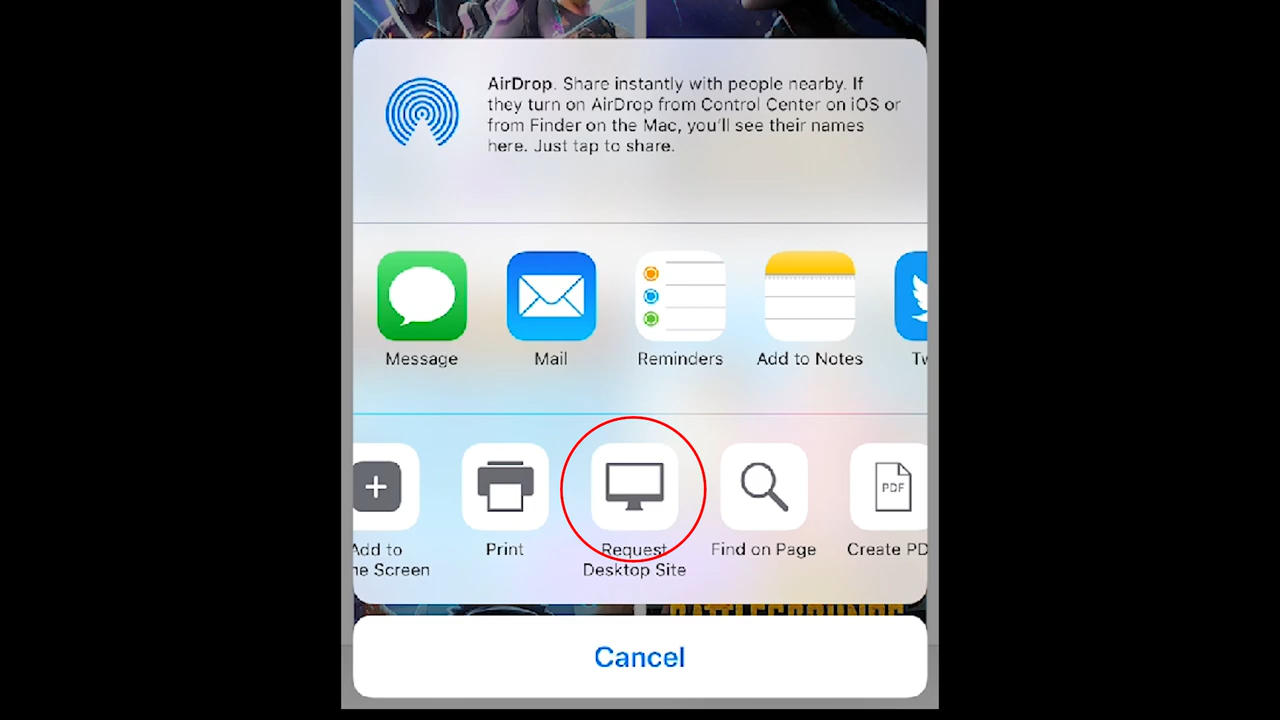 AirDrop. Share instantly with people nearby. If
they turn on AirDrop from Control Center on iOS or
from Finder on the Mac, you'll see their names
here. Just tap to share.
Message
Mail
Reminders
Add to Notes
Tw
PDF
Add to
ne Screen
Print
Request
Desktop Site
Find on Page
Create PD
BATTLEGROUNDS
Cancel